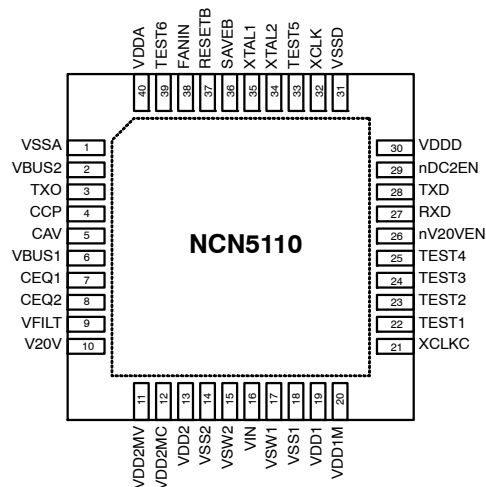 VDDA
TEST6
FANIN
RESETB
SAVEB
XTAL1
XTAL2
TEST5
XCLK
VSSD
40
39
38
37
36
35
34
33
32
31
VSSA 1
VBUS2 2
TXO 3
CCP 4
CAV 5
VBUS1 6
CEQ1 7
CEQ2 8
VFILT 9
V20V 10
NCN5110
30 VDDD
29 nDC2EN
28 TXD
27 RXD
26 nV20VEN
25 TEST4
24 TEST3
23 TEST2
22 TEST1
21 XCLKC
11
12
13
14
15
16
17
18
19
20
VDD2MV
VDD2MC
VDD2
VSS2
VSW2
VIN
VSW1
VSS1
VDD1
VDD1M